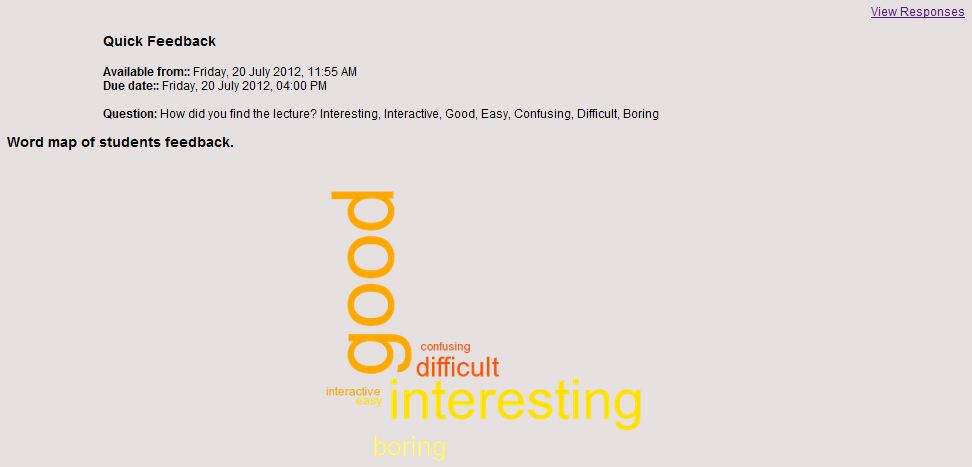 View Responses
Quick Feedback
Available from:: Friday, 20 July 2012, 11:55 AM
Due date:: Friday, 20 July 2012, 04:00 PM
Question: How did you find the lecture? Interesting, Interactive, Good, Easy, Confusing, Difficult, Boring
Word map of students feedback.
good
confusing
difficult
interactive
easy
interesting
boring